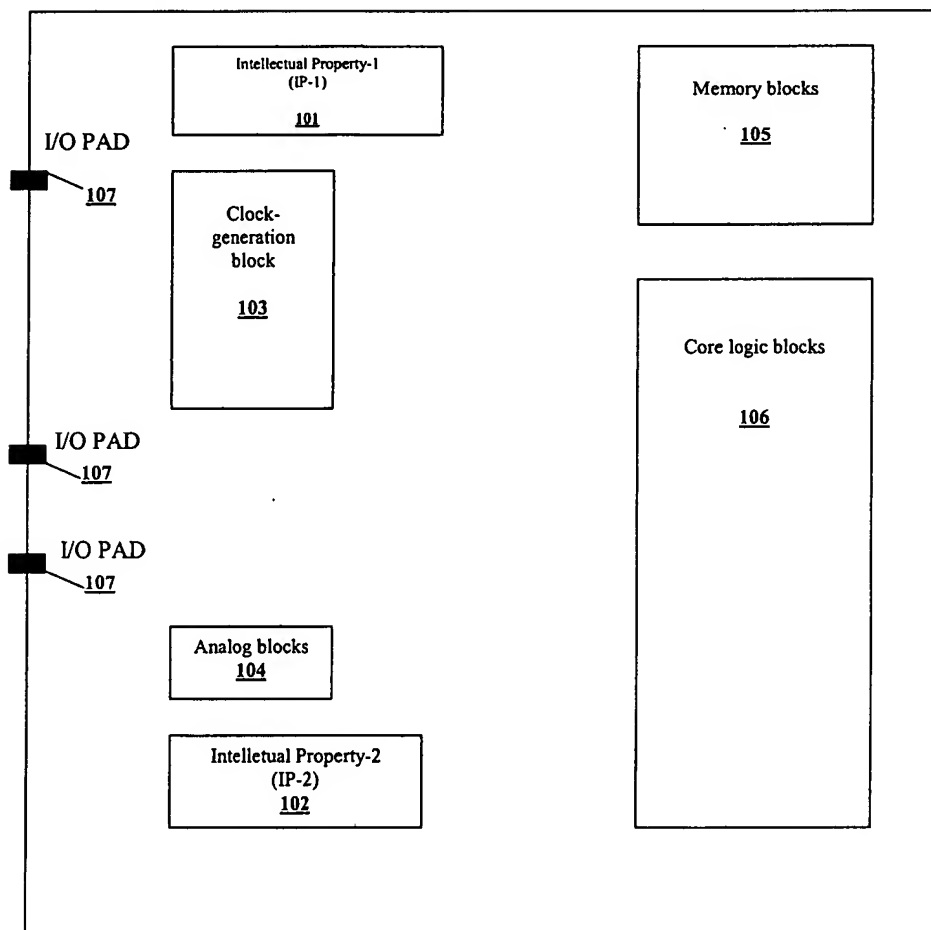 Intellectual Property-1
(IP-1)
101
Memory blocks
105
I/O PAD
107
Clock-
generation
block
103
Core logic blocks
106
I/O PAD
107
I/O PAD
107
Analog blocks
104
Intelletual Property-2
(IP-2)
102